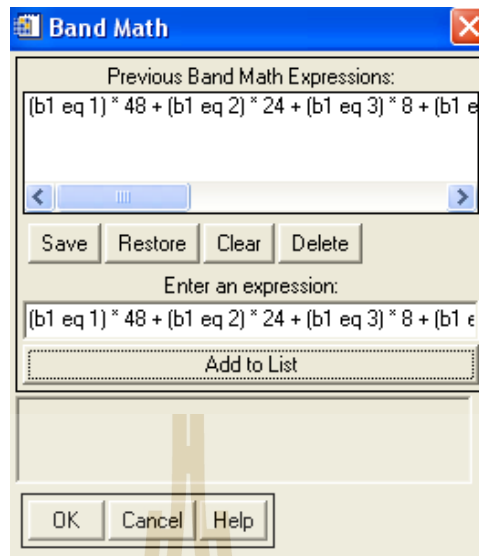 Band Math
Previous Band Math Expressions:
(b1 eq 1) * 48 + (b1 eq 2) * 24 + (b1 eq 3) * 8 + (b1 e
Save Restore Clear Delete
Enter an expression:
(b1 eq 1) * 48 + (b1 eq 2) * 24 + (b1 eq 3) * 8 + (b1 e
Add to List
OK Cancel Help